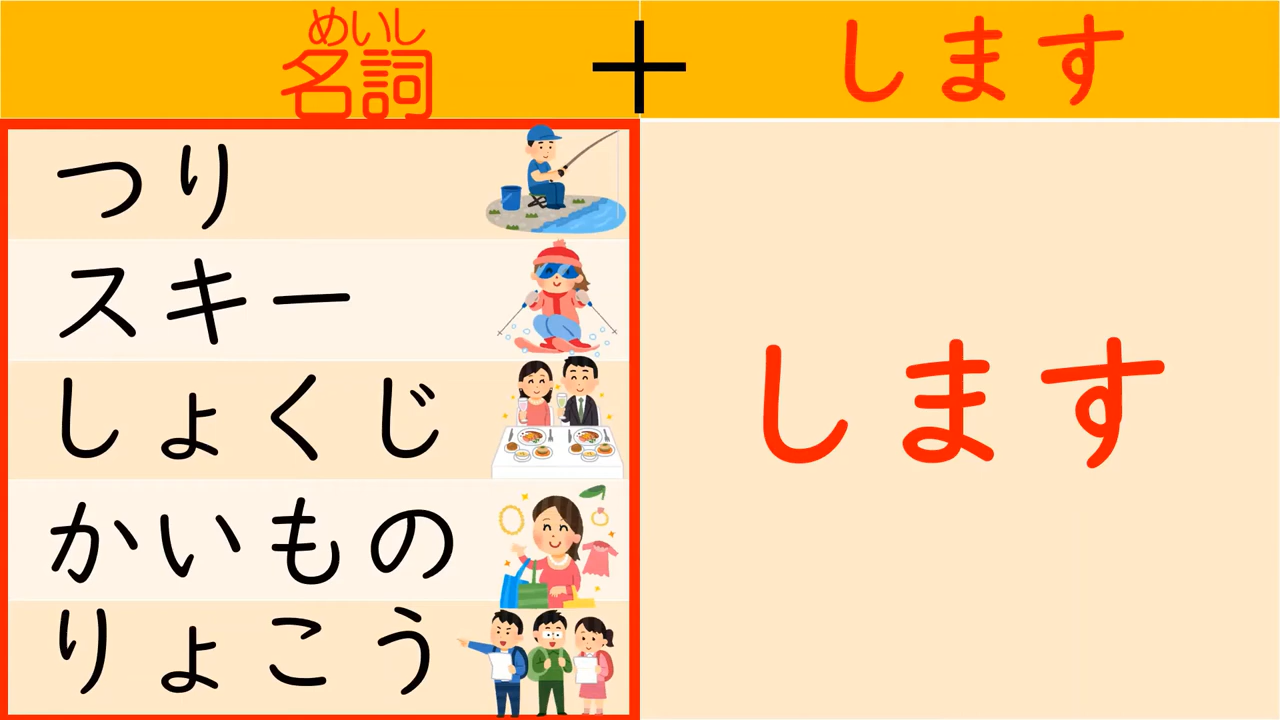 めいし
名詞 + します
つり
スキー
しょくじ
かいもの
りょこう
します